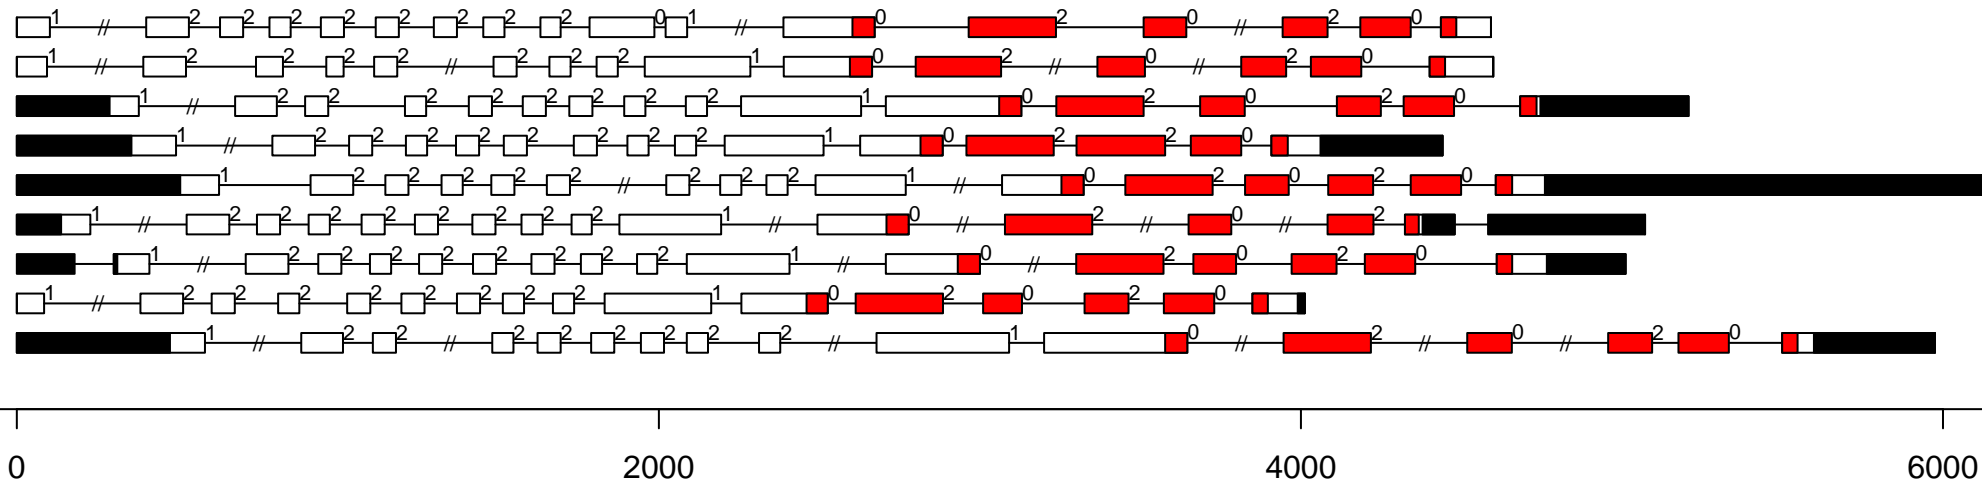 1 // 2 2 2 2 2 2 2 2 0 1 // 0 2 0 // 2 0
1 // 2 2 2 2 // 2 2 2 1 0 2 // // 2 0
1 // 2 2 2 2 2 2 2 2 1 0 2 0 2 0
1 // 2 2 2 2 2 2 2 2 1 0 2 2 0
1 2 2 2 2 2 // 2 2 2 1 // 0 2 0 2 0
1 // 2 2 2 2 2 2 2 2 1 // 0 // 2 // 0 // 2
1 // 2 2 2 2 2 2 2 2 1 // 0 // 2 0 2 0
1 // 2 2 2 2 2 2 2 2 1 0 2 0 2 0
1 // 2 2 // 2 2 2 2 2 2 // 1 0 // 2 // 0 // 2 0
0 2000 4000 6000